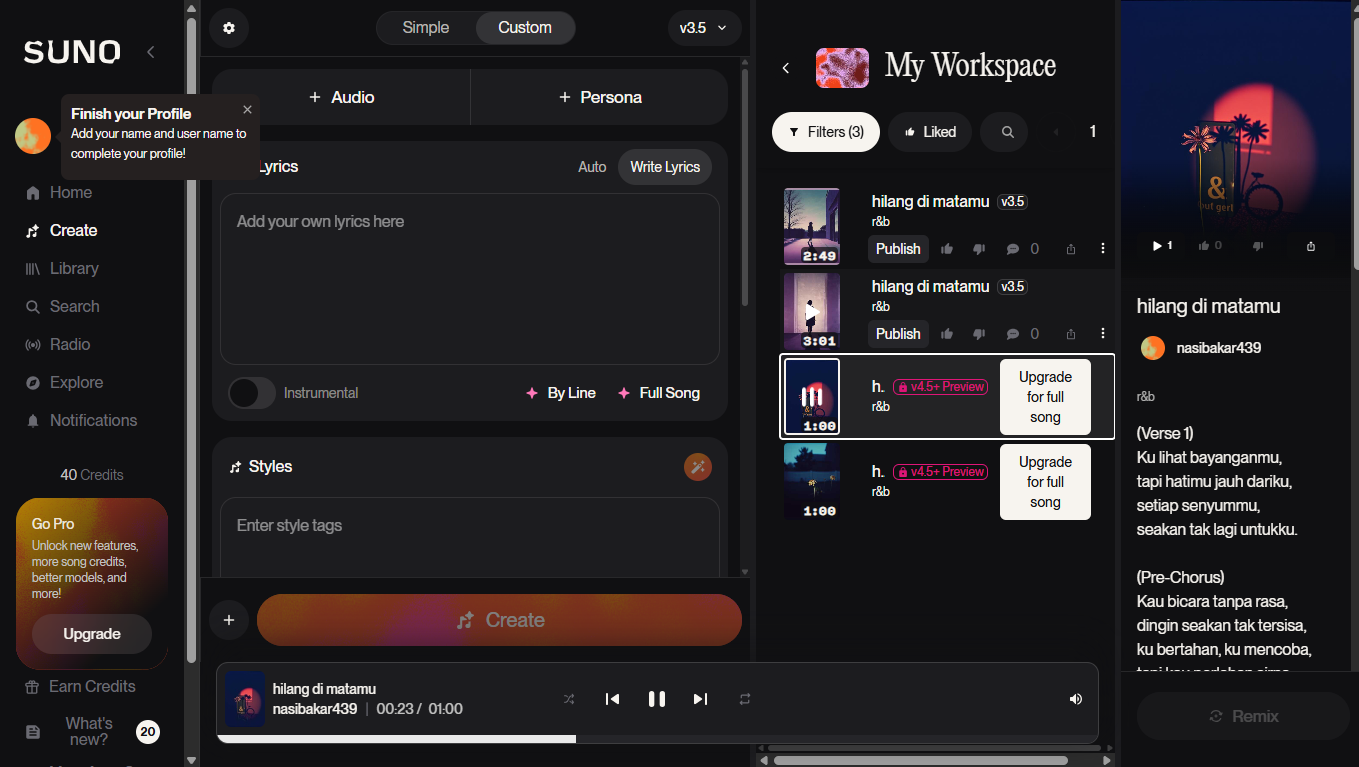 SUNO
Finish your Profile
Add your name and user name to
complete your profile!
Home
Create
Library
Search
Radio
Explore
Notifications
40 Credits
Go Pro
Unlock new features,
more song credits,
better models, and
more!
Upgrade
Earn Credits
What's
new?
20
Simple
Custom
v3.5
+ Audio
+ Persona
Lyrics
Auto
Write Lyrics
Add your own lyrics here
Instrumental
By Line
Full Song
Styles
Enter style tags
+
Create
My Workspace
Filters (3)
Liked
1
hilang di matamu v3.5
r&b
2:49
Publish
0
hilang di matamu v3.5
r&b
3:01
Publish
0
h. v4.5+ Preview
r&b
1:00
Upgrade
for full
song
h. v4.5+ Preview
r&b
1:00
Upgrade
for full
song
hilang di matamu
nasibakar439 | 00:23 / 01:00
&
but gert
1
0
hilang di matamu
nasibakar439
r&b
(Verse 1)
Ku lihat bayanganmu,
tapi hatimu jauh dariku,
setiap senyummu,
seakan tak lagi untukku.
(Pre-Chorus)
Kau bicara tanpa rasa,
dingin seakan tak tersisa,
ku bertahan, ku mencoba,
Remix